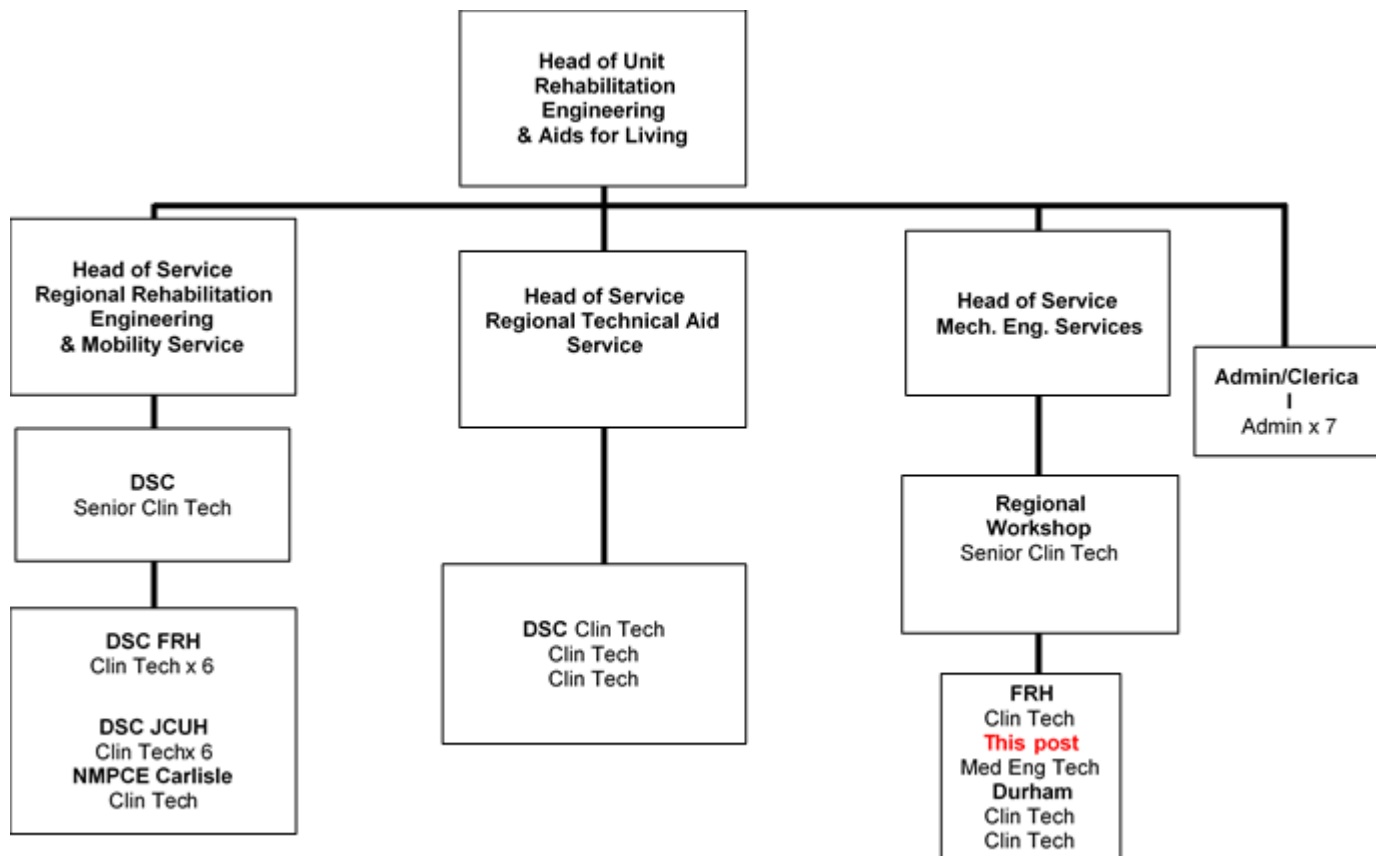 Head of Unit
Rehabilitation
Engineering
& Aids for Living
Head of Service
Regional Rehabilitation
Engineering
& Mobility Service
Head of Service
Regional Technical Aid
Service
Head of Service
Mech. Eng. Services
Admin/Clerica
l
Admin x 7
DSC
Senior Clin Tech
Regional
Workshop
Senior Clin Tech
DSC FRH
Clin Tech x 6
DSC JCUH
Clin Techx 6
NMPCE Carlisle
Clin Tech
DSC Clin Tech
Clin Tech
Clin Tech
FRH
Clin Tech
This post
Med Eng Tech
Durham
Clin Tech
Clin Tech